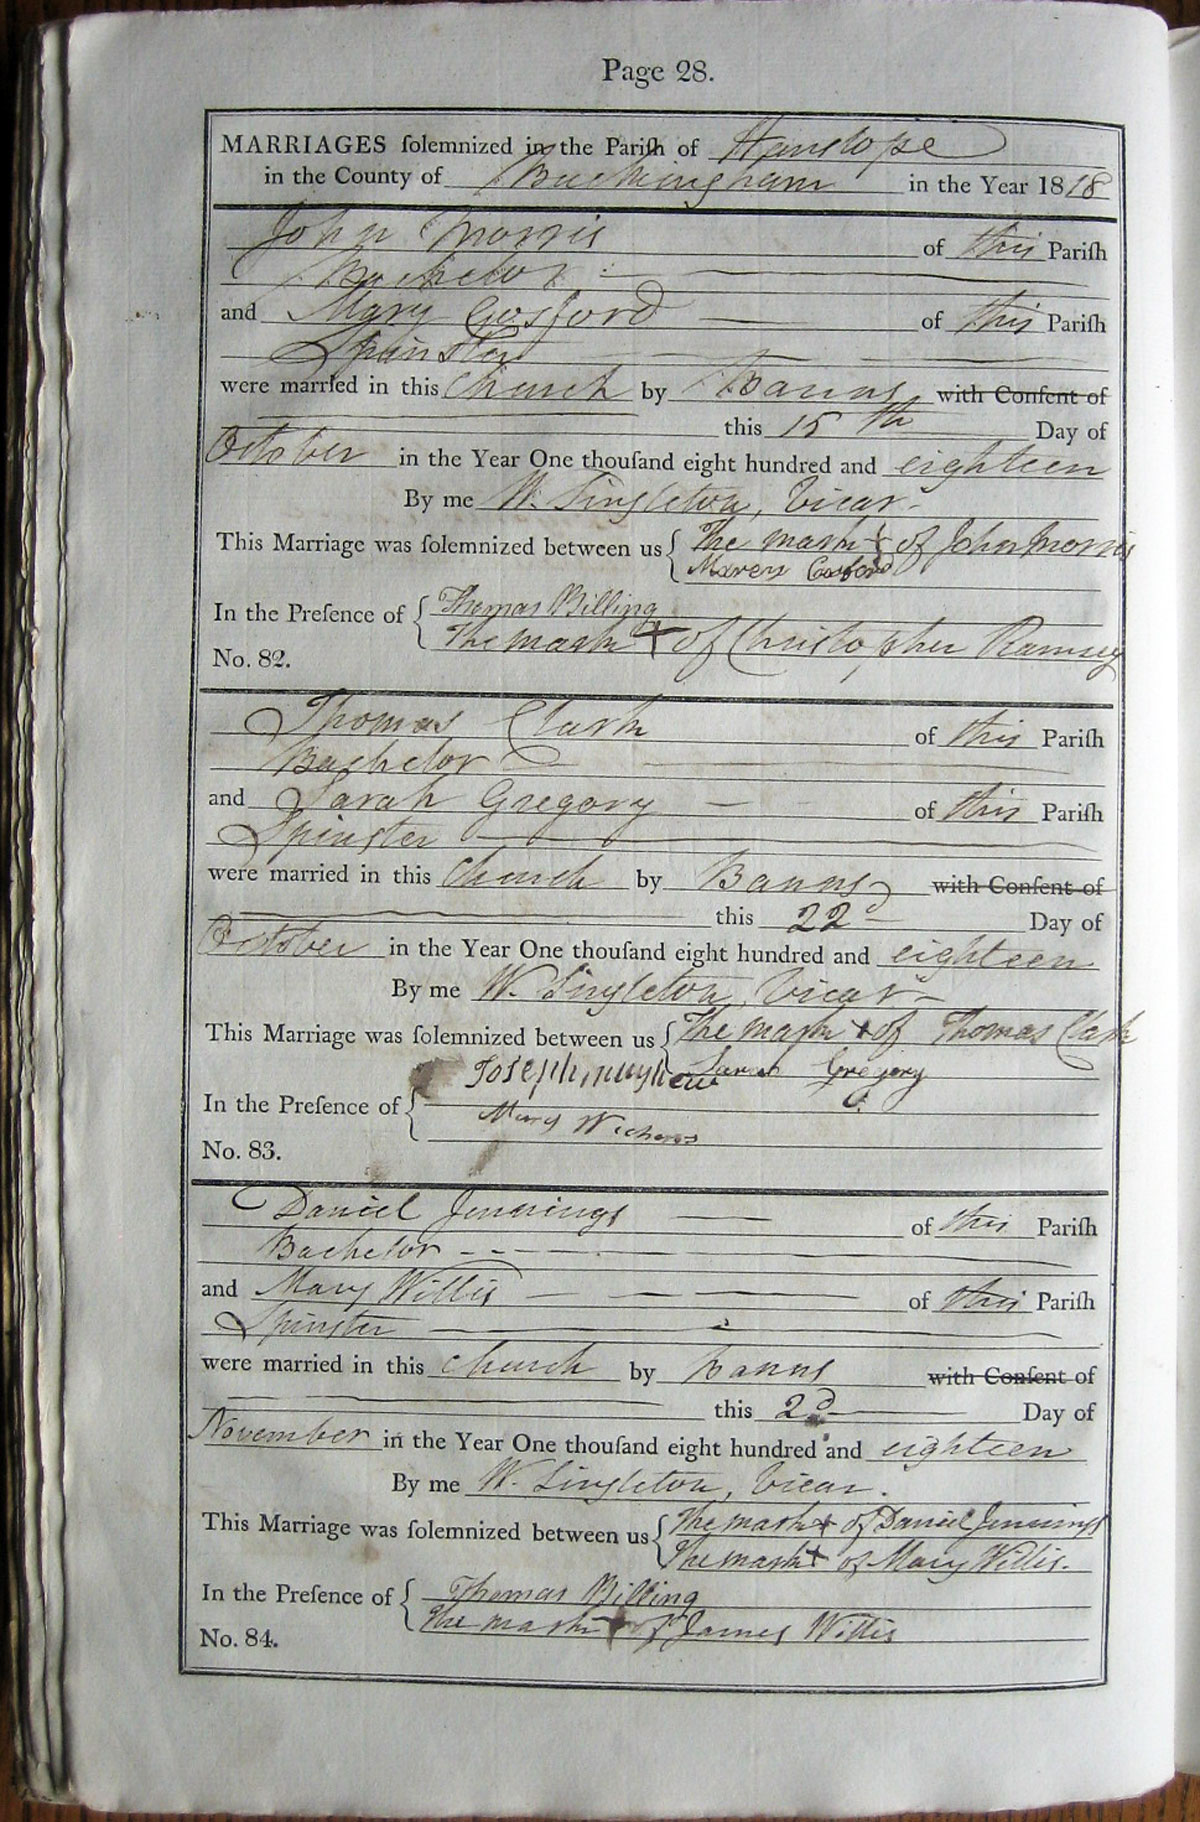 Page 28.
MARRIAGES ſolemnized in the Pariſh of Hanslope
in the County of Buckingham in the Year 1818
John Morris of this Pariſh
Bachelor
and Mary Gosford of this Pariſh
Spinster
were married in this Church by Banns with Conſent of
this 15th Day of
October in the Year One thouſand eight hundred and eighteen
By me W. Singleton, Vicar
This Marriage was ſolemnized between us The mark + of John Morris
Gosford
In the Preſence of Thomas Billing
The mark + of Christopher Ramsey
No. 82.
Thomas Clark of this Pariſh
Bachelor
and Sarah Gregory of this Pariſh
Spinster
were married in this Church by Banns with Conſent of
this 22d Day of
October in the Year One thouſand eight hundred and eighteen
By me W. Singleton, Vicar
This Marriage was ſolemnized between us The mark + of Thomas Clark
Sarah Gregory
Joseph
In the Preſence of
Mary
No. 83.
Daniel Jennings of this Pariſh
Bachelor
and Mary Willis of this Pariſh
Spinster
were married in this Church by Banns with Conſent of
this 2d Day of
November in the Year One thouſand eight hundred and eighteen
By me W. Singleton, Vicar.
This Marriage was ſolemnized between us The mark + of Daniel Jennings
The mark + of Mary Willis.
In the Preſence of Thomas Billing
The mark + of James Willis
No. 84.